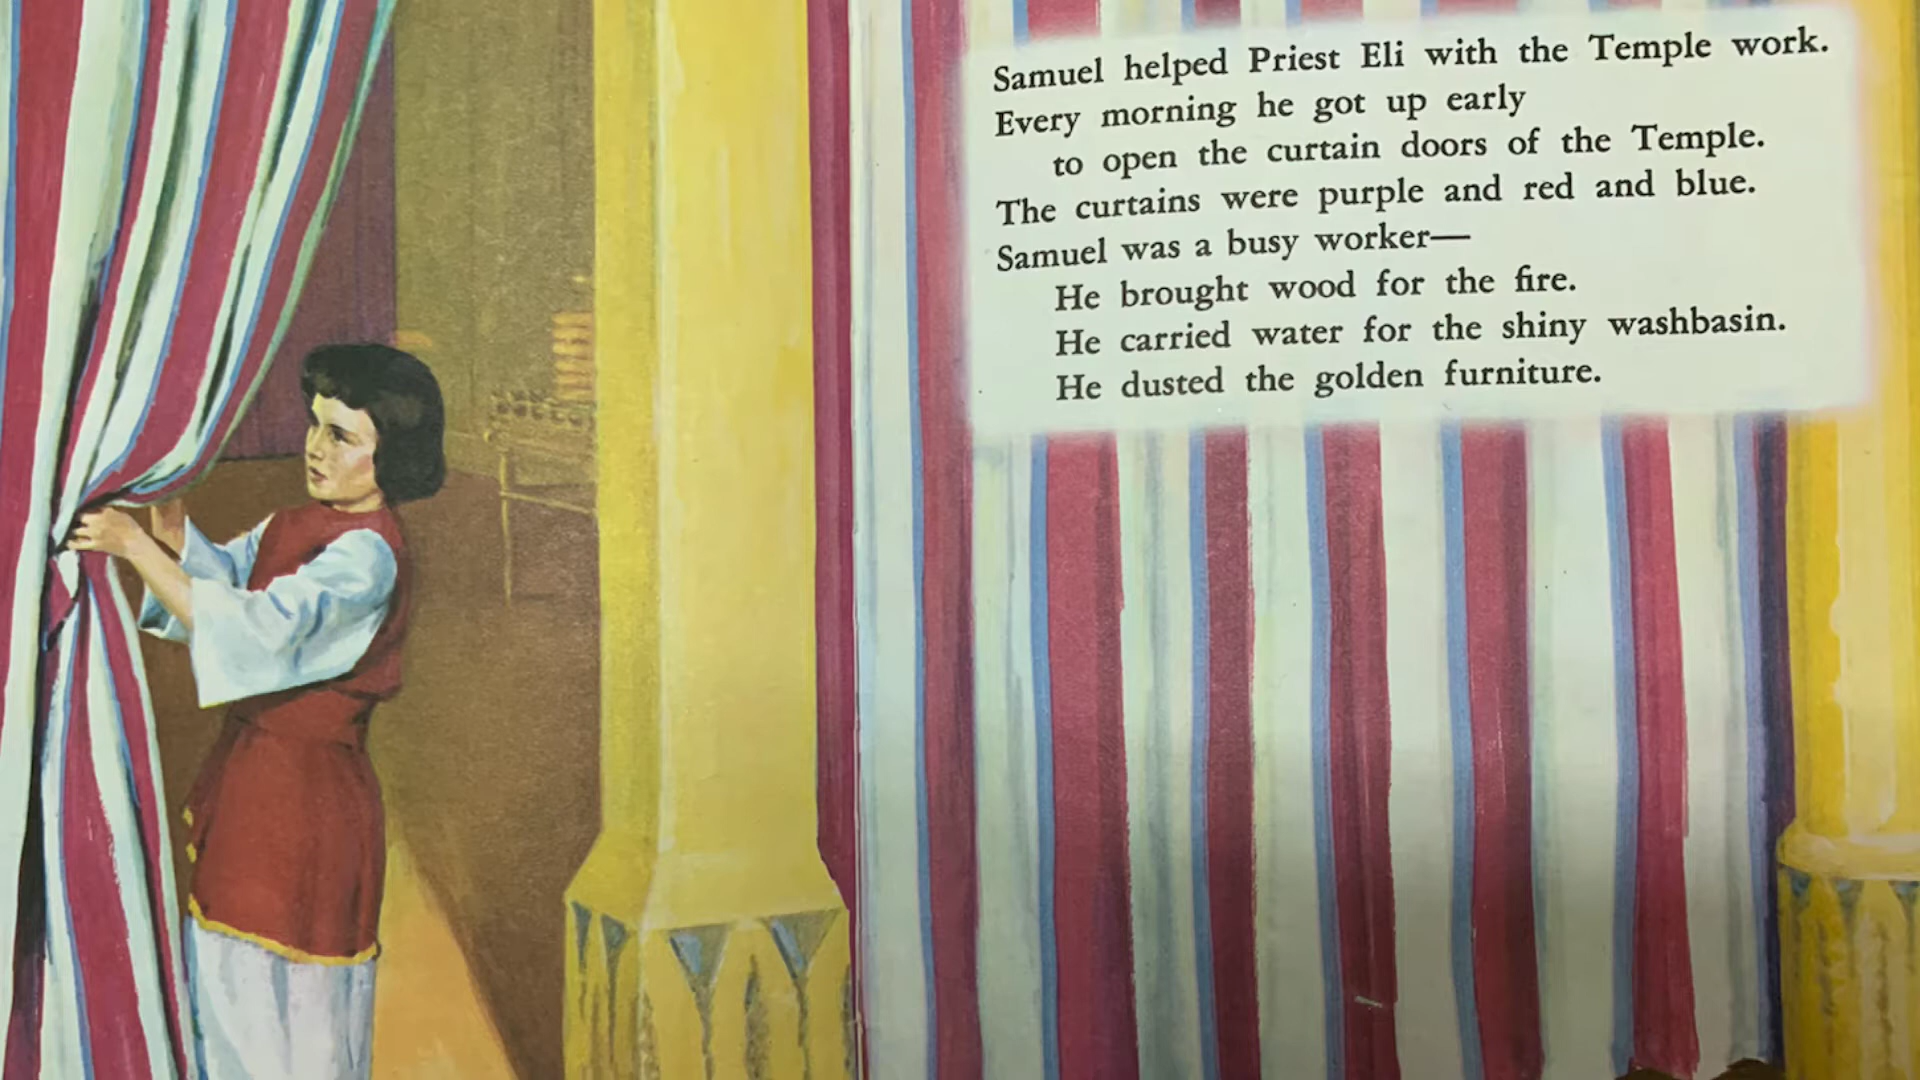 Samuel helped Priest Eli with the Temple work.
Every morning he got up early
to open the curtain doors of the Temple.
The curtains were purple and red and blue.
Samuel was a busy worker—
He brought wood for the fire.
He carried water for the shiny washbasin.
He dusted the golden furniture.